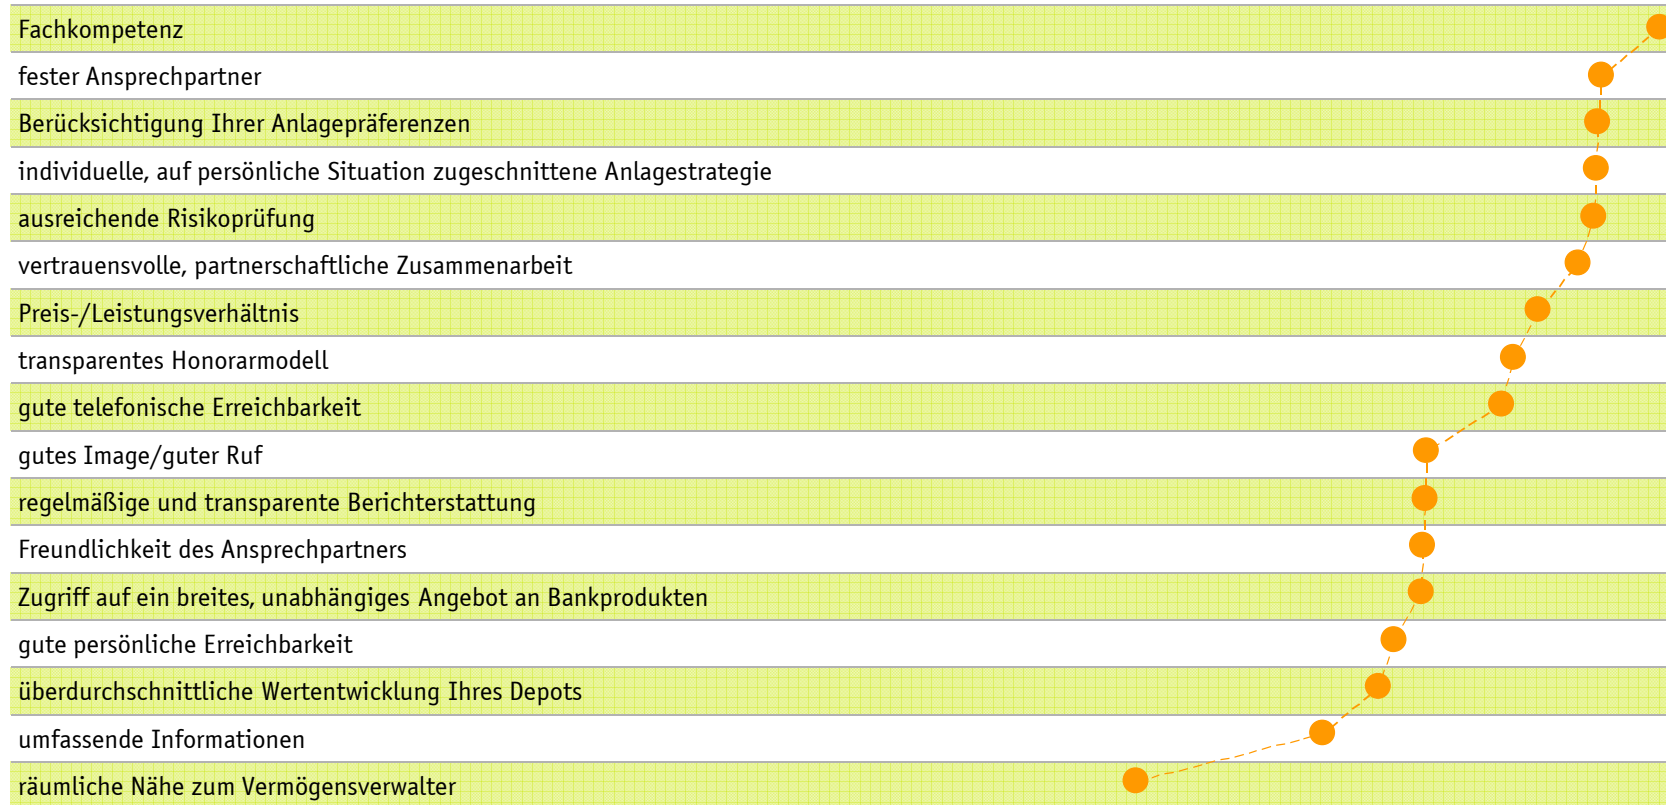 Fachkompetenz
fester Ansprechpartner
Berücksichtigung Ihrer Anlagepräferenzen
individuelle, auf persönliche Situation zugeschnittene Anlagestrategie
ausreichende Risikoprüfung
vertrauensvolle, partnerschaftliche Zusammenarbeit
Preis-/Leistungsverhältnis
transparentes Honorarmodell
gute telefonische Erreichbarkeit
gutes Image/guter Ruf
regelmäßige und transparente Berichterstattung
Freundlichkeit des Ansprechpartners
Zugriff auf ein breites, unabhängiges Angebot an Bankprodukten
gute persönliche Erreichbarkeit
überdurchschnittliche Wertentwicklung Ihres Depots
umfassende Informationen
räumliche Nähe zum Vermögensverwalter